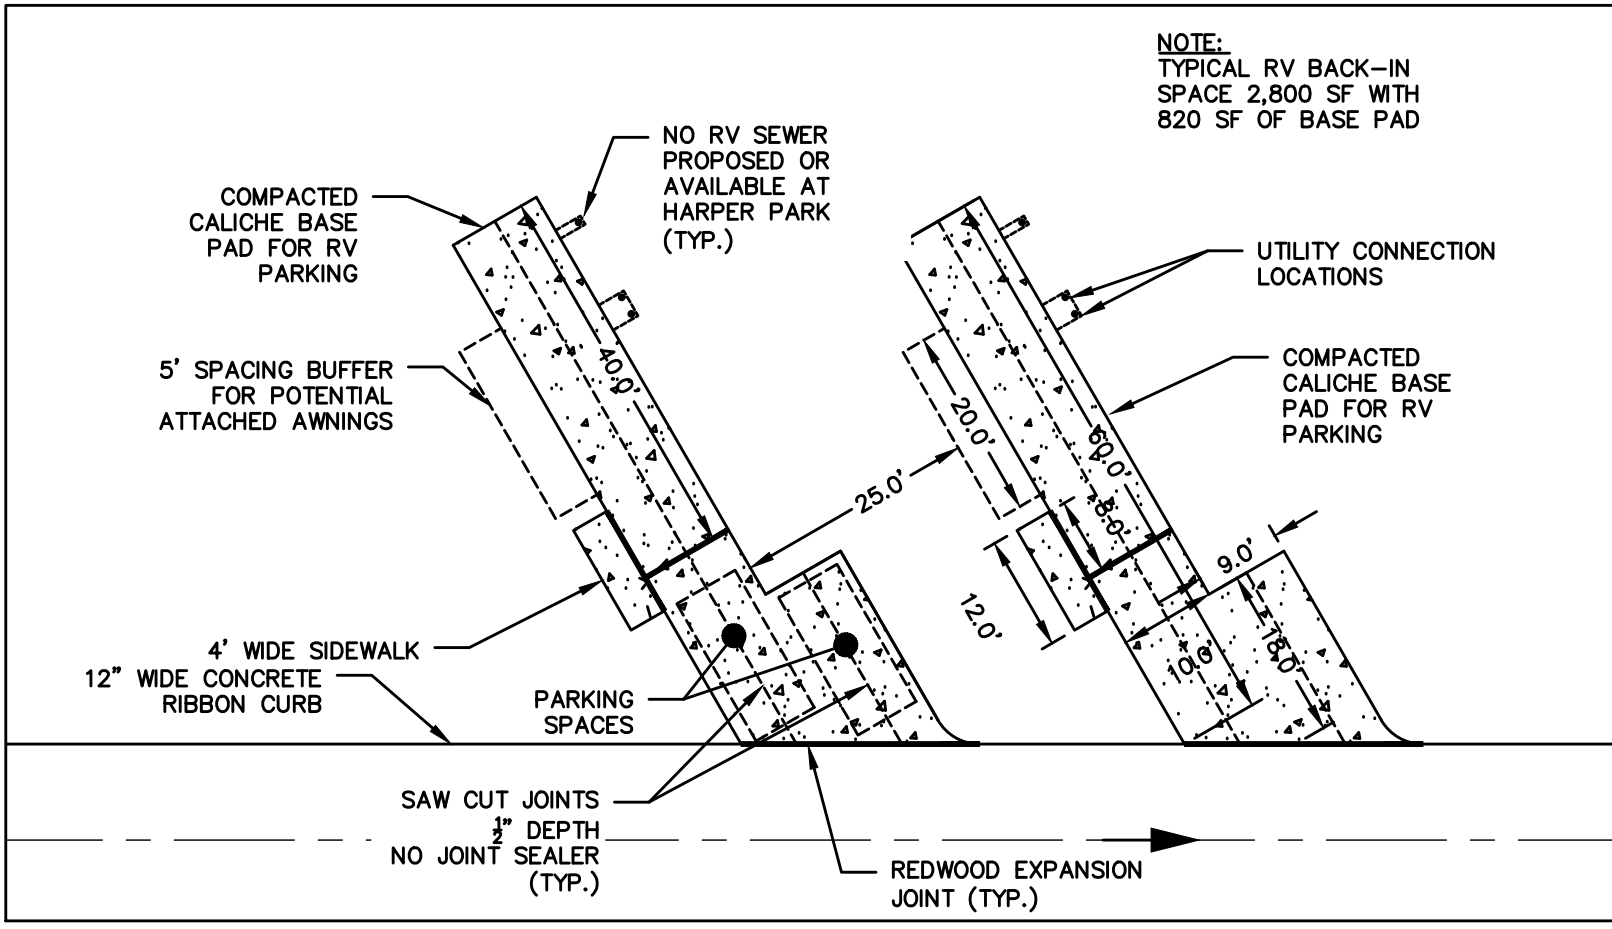 NOTE:
TYPICAL RV BACK-IN
SPACE 2,800 SF WITH
820 SF OF BASE PAD
NO RV SEWER
PROPOSED OR
AVAILABLE AT
HARPER PARK
(TYP.)
COMPACTED
CALICHE BASE
PAD FOR RV
PARKING
UTILITY CONNECTION
LOCATIONS
5' SPACING BUFFER
FOR POTENTIAL
ATTACHED AWNINGS
COMPACTED
CALICHE BASE
PAD FOR RV
PARKING
40.0'
20.0'
60.0'
25.0'
8.0'
9.0'
12.0'
10.0'
18.0'
4' WIDE SIDEWALK
12" WIDE CONCRETE
RIBBON CURB
PARKING
SPACES
SAW CUT JOINTS
1/2" DEPTH
NO JOINT SEALER
(TYP.)
REDWOOD EXPANSION
JOINT (TYP.)